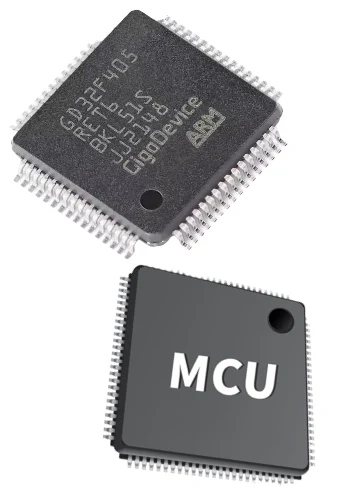 GD32F405
RET6
BKL51S
JJ2148
GigaDevice
ARM
MCU